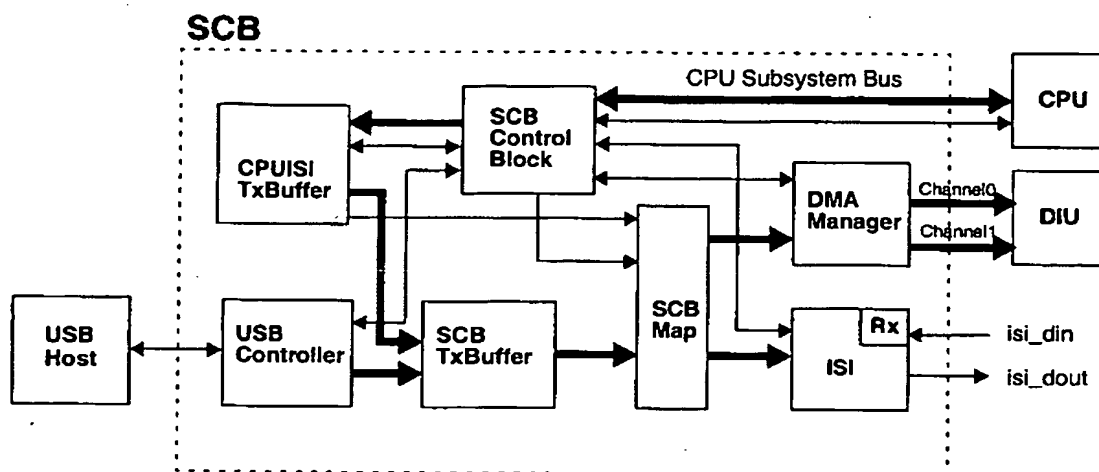 SCB
CPU Subsystem Bus
CPU
SCB
Control
Block
CPUISI
TxBuffer
DMA
Manager
Channel0
Channel1
DIU
USB
Host
USB
Controller
SCB
TxBuffer
SCB
Map
Rx
ISI
isi_din
isi_dout